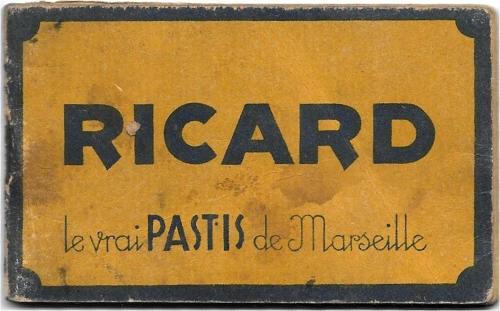 RICARD
le vrai PASTIS de Marseille